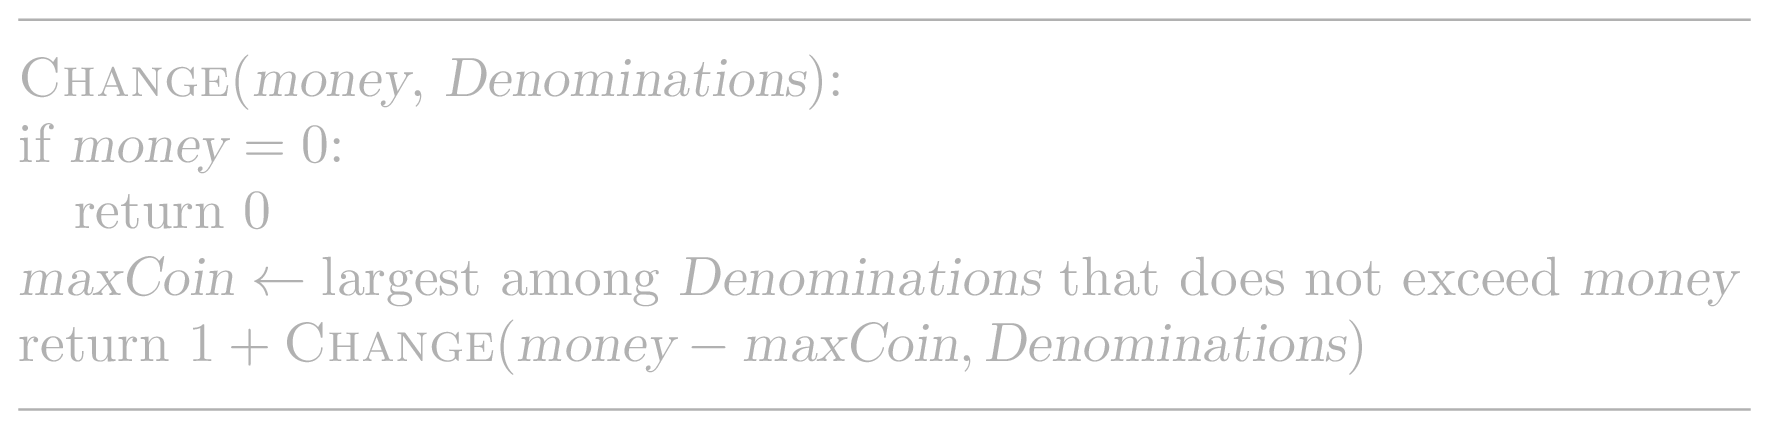 CHANGE(money, Denominations):
if money = 0:
return 0
maxCoin ← largest among Denominations that does not exceed money
return 1 + CHANGE(money − maxCoin, Denominations)